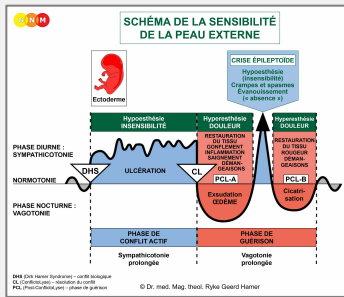 GNM
SCHÉMA DE LA SENSIBILITÉ
DE LA PEAU EXTERNE
Ectoderme
CRISE ÉPILEPTOÏDE
Hypoesthésie
(insensibilité)
Crampes et spasmes
Évanouissement
(« absence »)
Hypoesthésie
INSENSIBILITÉ
Hyperesthésie
DOULEUR
Hyperesthésie
DOULEUR
PHASE DIURNE :
SYMPATHICOTONIE
NORMOTONIE
PHASE NOCTURNE :
VAGOTONIE
DHS
ULCÉRATION
CL
RESTAURATION
DU TISSU
GONFLEMENT
INFLAMMATION
SAIGNEMENT
DÉMAN-
GEAISONS
PCL-A
Exsudation
ŒDÉME
RESTAURATION
DU TISSU
ROUGEUR
DÉMAN-
GEAISONS
PCL-B
Cicatri-
sation
PHASE DE
CONFLIT ACTIF
PHASE DE
GUÉRISON
Sympathicotonie
prolongée
Vagotonie
prolongée
DHS (Dirk Hamer Syndrome) – conflit biologique
CL (ConflictoLyse) – résolution du conflit
PCL (Post-ConflictoLyse) – phase de guérison
© Dr. med. Mag. theol. Ryke Geerd Hamer